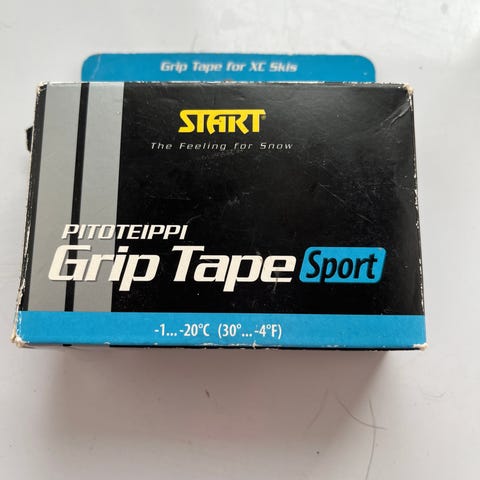 Grip Tape for XC Skis
START
The Feeling for Snow
PITOTEIPPI
Grip Tape Sport
-1... -20°C (30°... -4°F)